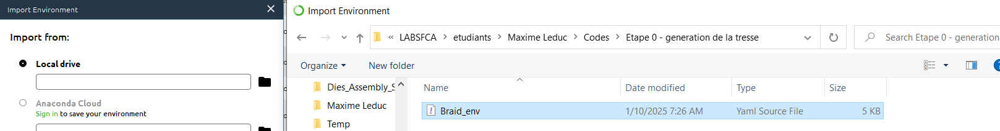 Import Environment
Import from:
Local drive
Anaconda Cloud
Sign in to save your environment
Import Environment
« LABSFCA > etudiants > Maxime Leduc > Codes > Etape 0 - generation de la tresse
Search Etape 0 - generation
Organize
New folder
Dies_Assembly_S
Maxime Leduc
Temp
Name Date modified Type Size
Braid_env 1/10/2025 7:26 AM Yaml Source File 5 KB